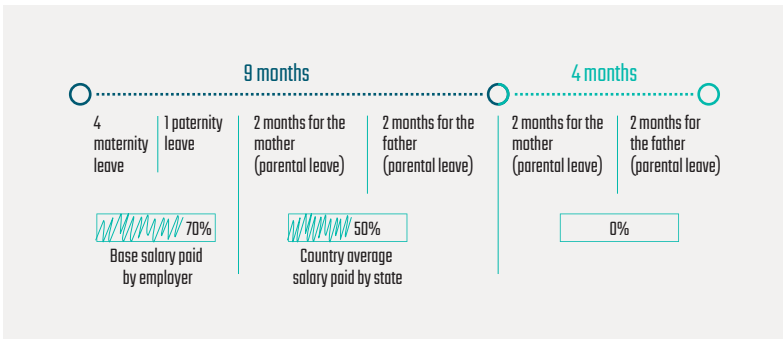 9 months
4 months
4
maternity
leave
1 paternity
leave
2 months for the
mother
(parental leave)
2 months for the
father
(parental leave)
2 months for the
mother
(parental leave)
2 months for
the father
(parental leave)
70%
Base salary paid
by employer
50%
Country average
salary paid by state
0%